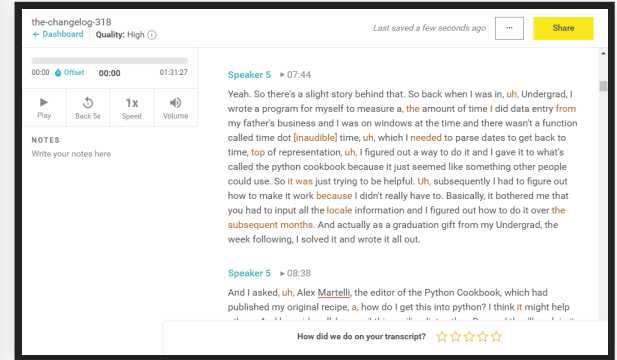 the-changelog-318
← Dashboard Quality: High i
Last saved a few seconds ago
...
Share
00:00 Offset 00:00 01:31:27
Play Back 5s 1x Speed Volume
NOTES
Write your notes here
Speaker 5 ▶ 07:44
Yeah. So there's a slight story behind that. So back when I was in, uh, Undergrad, I
wrote a program for myself to measure a, the amount of time I did data entry from
my father's business and I was on windows at the time and there wasn't a function
called time dot [inaudible] time, uh, which I needed to parse dates to get back to
time, top of representation, uh, I figured out a way to do it and I gave it to what's
called the python cookbook because it just seemed like something other people
could use. So it was just trying to be helpful. Uh, subsequently I had to figure out
how to make it work because I didn't really have to. Basically, it bothered me that
you had to input all the locale information and I figured out how to do it over the
subsequent months. And actually as a graduation gift from my Undergrad, the
week following, I solved it and wrote it all out.
Speaker 5 ▶ 08:38
And I asked, uh, Alex Martelli, the editor of the Python Cookbook, which had
published my original recipe, a, how do I get this into python? I think it might help
How did we do on your transcript?